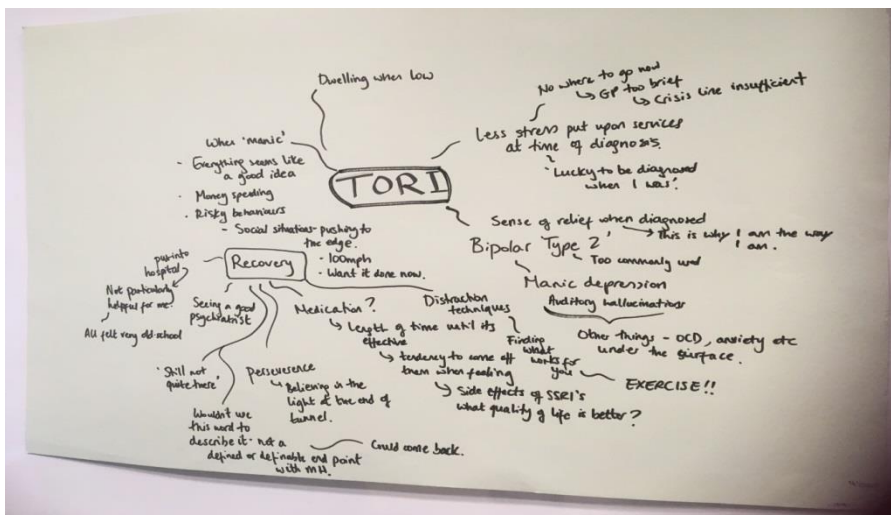 Dwelling when low
When 'manic'
- Everything seems like
a good idea
- Money spending
- Risky behaviours
- Social situations - pushing to
the edge.
- 100mph
- Want it done now.
TORI
No where to go now
↳ GP too brief
↳ Crisis line insufficient
Less stress put upon services
at time of diagnosis.
'Lucky to be diagnosed
when I was'.
Sense of relief when diagnosed
'This is why I am the way
I am.
Bipolar Type 2'
Too commonly used
Manic depression
Auditory hallucinations
Other things - OCD, anxiety etc
under the surface.
Recovery
put into
hospital
Not particularly
helpful for me.
All felt very old-school
Seeing a good
psychiatrist
'Still not
quite there'
Wouldn't use
this word to
describe it - not a
defined or definable end point
with MH.
Could come back.
Perseverence
↳ Believing in the
light at the end of
tunnel.
Medication?
↳ length of time until its
effective
↳ tendency to come off
them when feeling
↳ Side effects of SSRI's
what quality of life is better?
Distraction
techniques
Finding
what
works for
you
EXERCISE!!